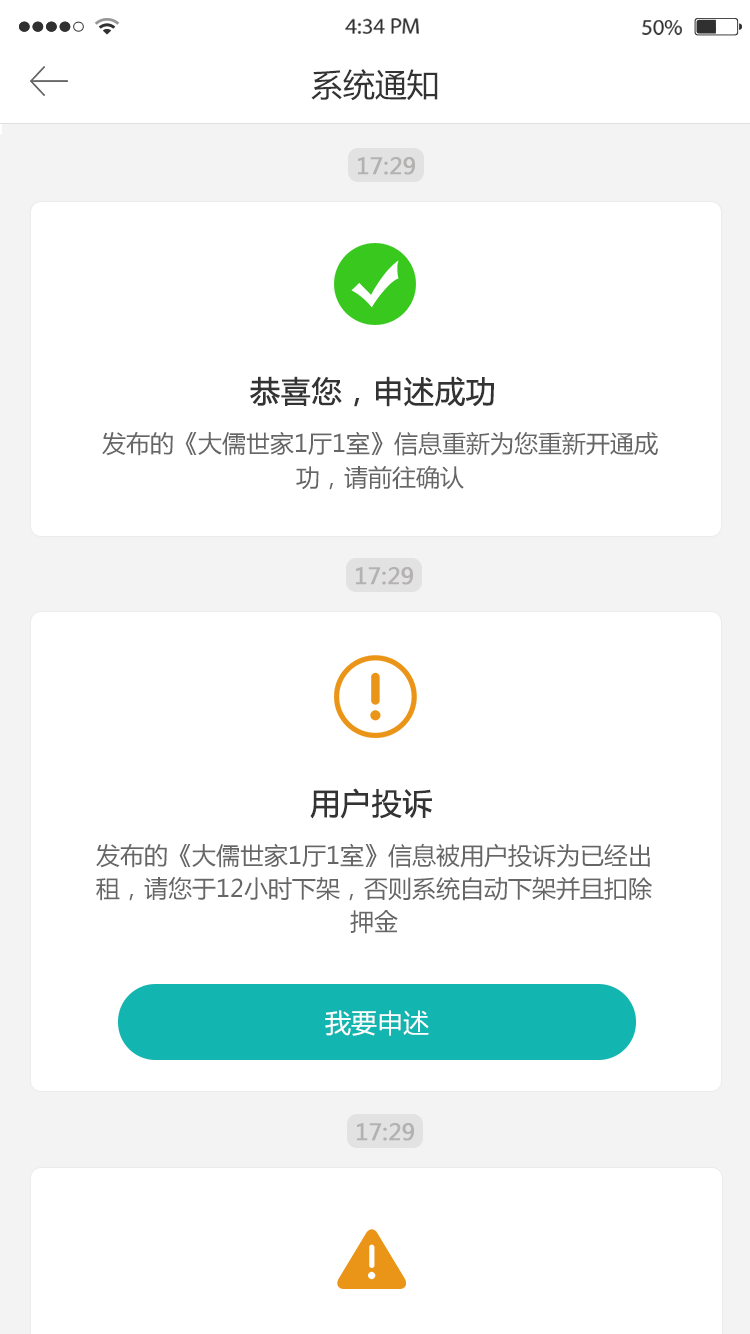 4:34 PM
50%
系统通知
17:29
恭喜您，申述成功
发布的《大儒世家1厅1室》信息重新为您重新开通成
功，请前往确认
17:29
用户投诉
发布的《大儒世家1厅1室》信息被用户投诉为已经出
租，请您于12小时下架，否则系统自动下架并且扣除
押金
我要申述
17:29